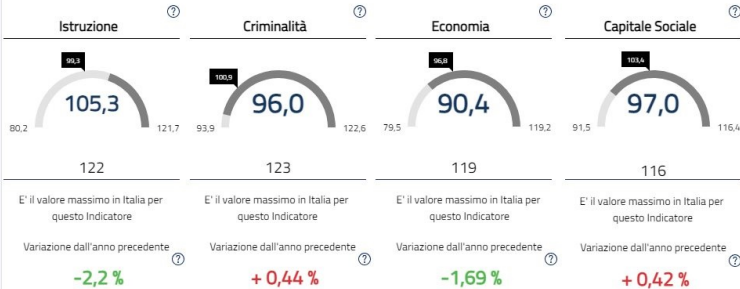 Istruzione
99,3
105,3
80,2
121,7
122
E' il valore massimo in Italia per
questo Indicatore
Variazione dall'anno precedente
?
-2,2 %
?
Criminalità
100,9
96,0
93,9
122,6
123
E' il valore massimo in Italia per
questo Indicatore
Variazione dall'anno precedente
?
+ 0,44 %
?
Economia
96,8
90,4
79,5
119,2
119
E' il valore massimo in Italia per
questo Indicatore
Variazione dall'anno precedente
?
-1,69 %
?
Capitale Sociale
103,4
97,0
91,5
116,4
116
E' il valore massimo in Italia per
questo Indicatore
Variazione dall'anno precedente
?
+ 0,42 %
?